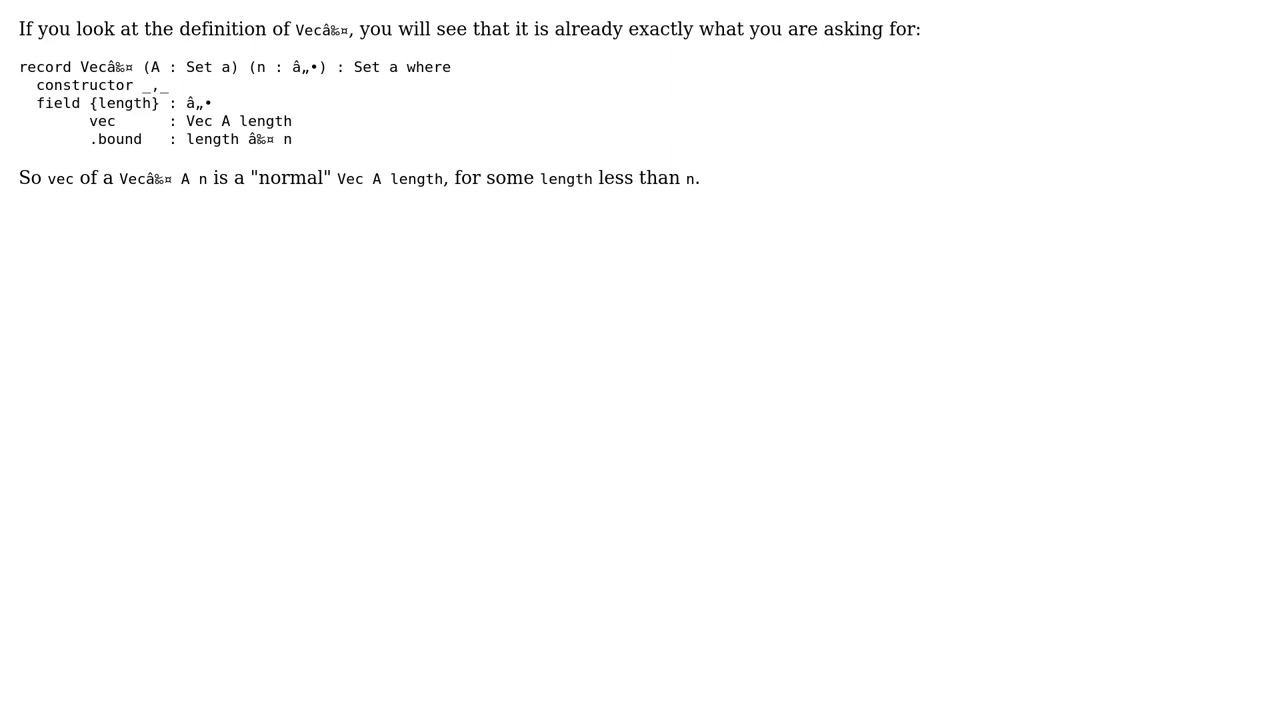 If you look at the definition of Vecâ‰¤, you will see that it is already exactly what you are asking for:
record Vecâ‰¤ (A : Set a) (n : â„•) : Set a where
  constructor _,_
  field {length} : â„•
        vec      : Vec A length
        .bound   : length â‰¤ n
So vec of a Vecâ‰¤ A n is a "normal" Vec A length, for some length less than n.